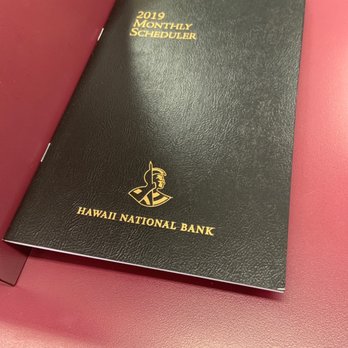 2019
MONTHLY
SCHEDULER
HAWAII NATIONAL BANK